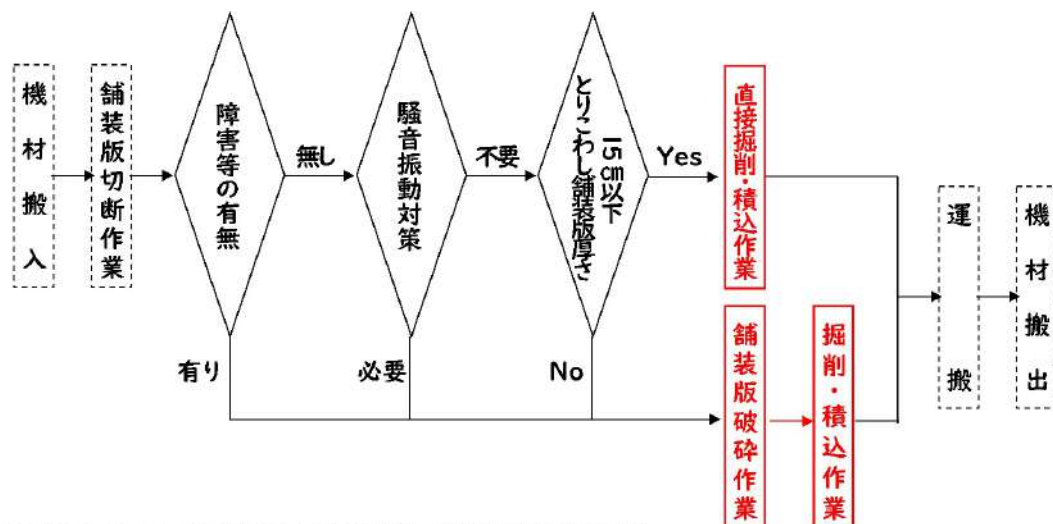 機材搬入
舗装版切断作業
障害等の有無
無し
有り
騒音振動対策
不要
必要
とりこわし舗装版厚さ
15cm以下
Yes
No
直接掘削・積込作業
舗装版破砕作業
掘削・積込作業
運搬
機材搬出